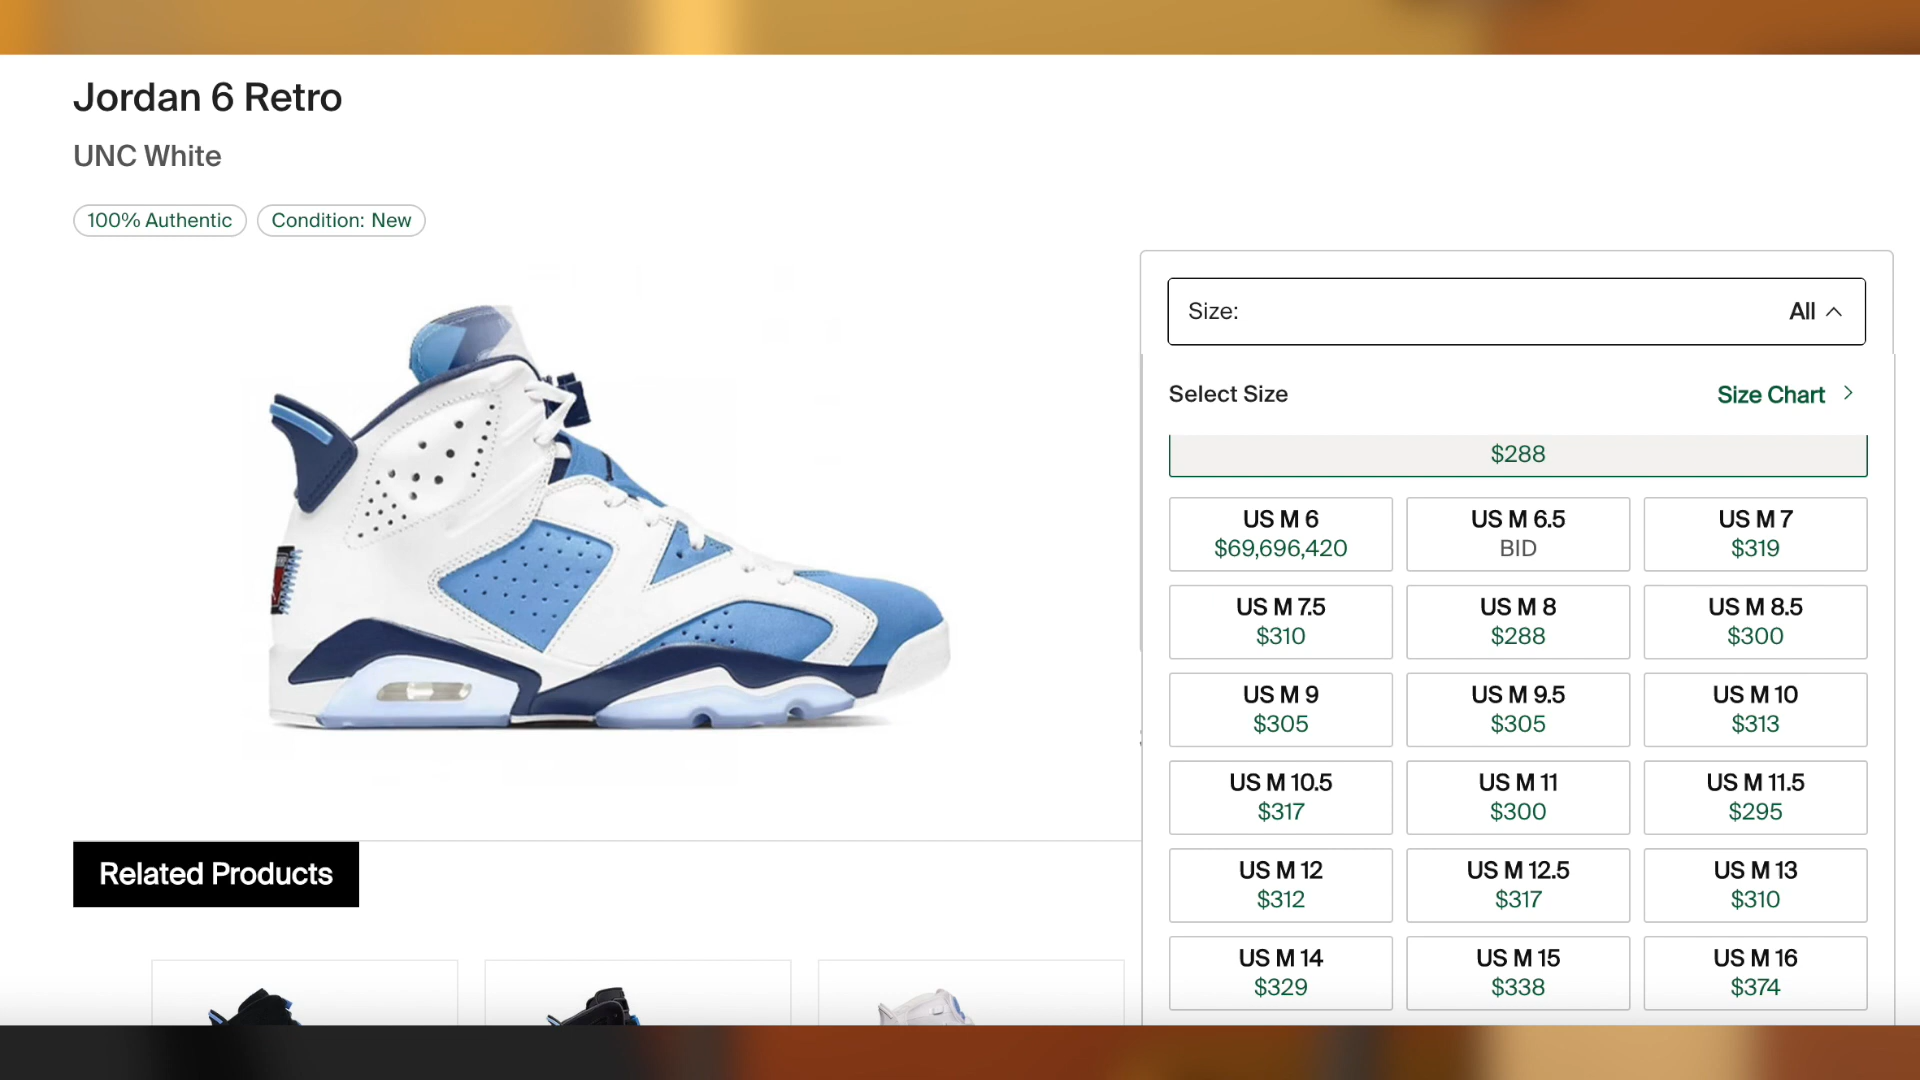 Jordan 6 Retro
UNC White
100% Authentic
Condition: New
Size:
All
Select Size
Size Chart
$288
US M 6
$69,696,420
US M 6.5
BID
US M 7
$319
US M 7.5
$310
US M 8
$288
US M 8.5
$300
US M 9
$305
US M 9.5
$305
US M 10
$313
US M 10.5
$317
US M 11
$300
US M 11.5
$295
US M 12
$312
US M 12.5
$317
US M 13
$310
US M 14
$329
US M 15
$338
US M 16
$374
Related Products